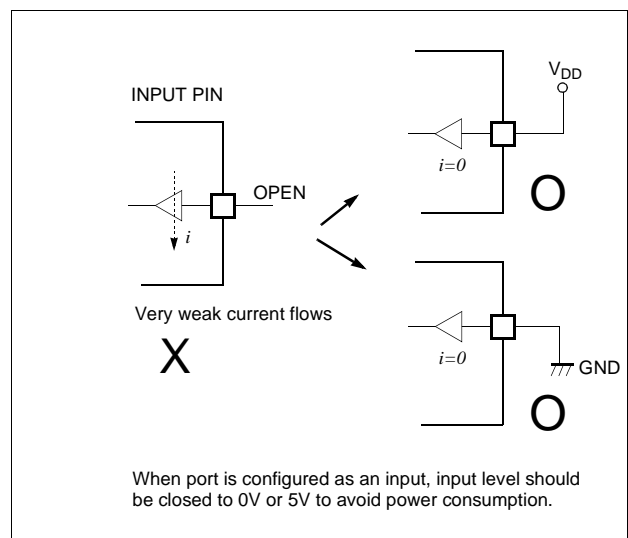 INPUT PIN
OPEN
i
Very weak current flows
X
VDD
i=0
O
i=0
GND
O
When port is configured as an input, input level should
be closed to 0V or 5V to avoid power consumption.